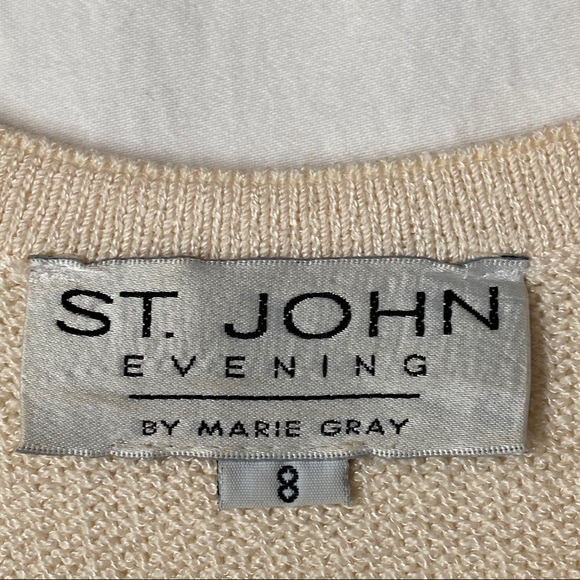 ST. JOHN
EVENING
BY MARIE GRAY
8